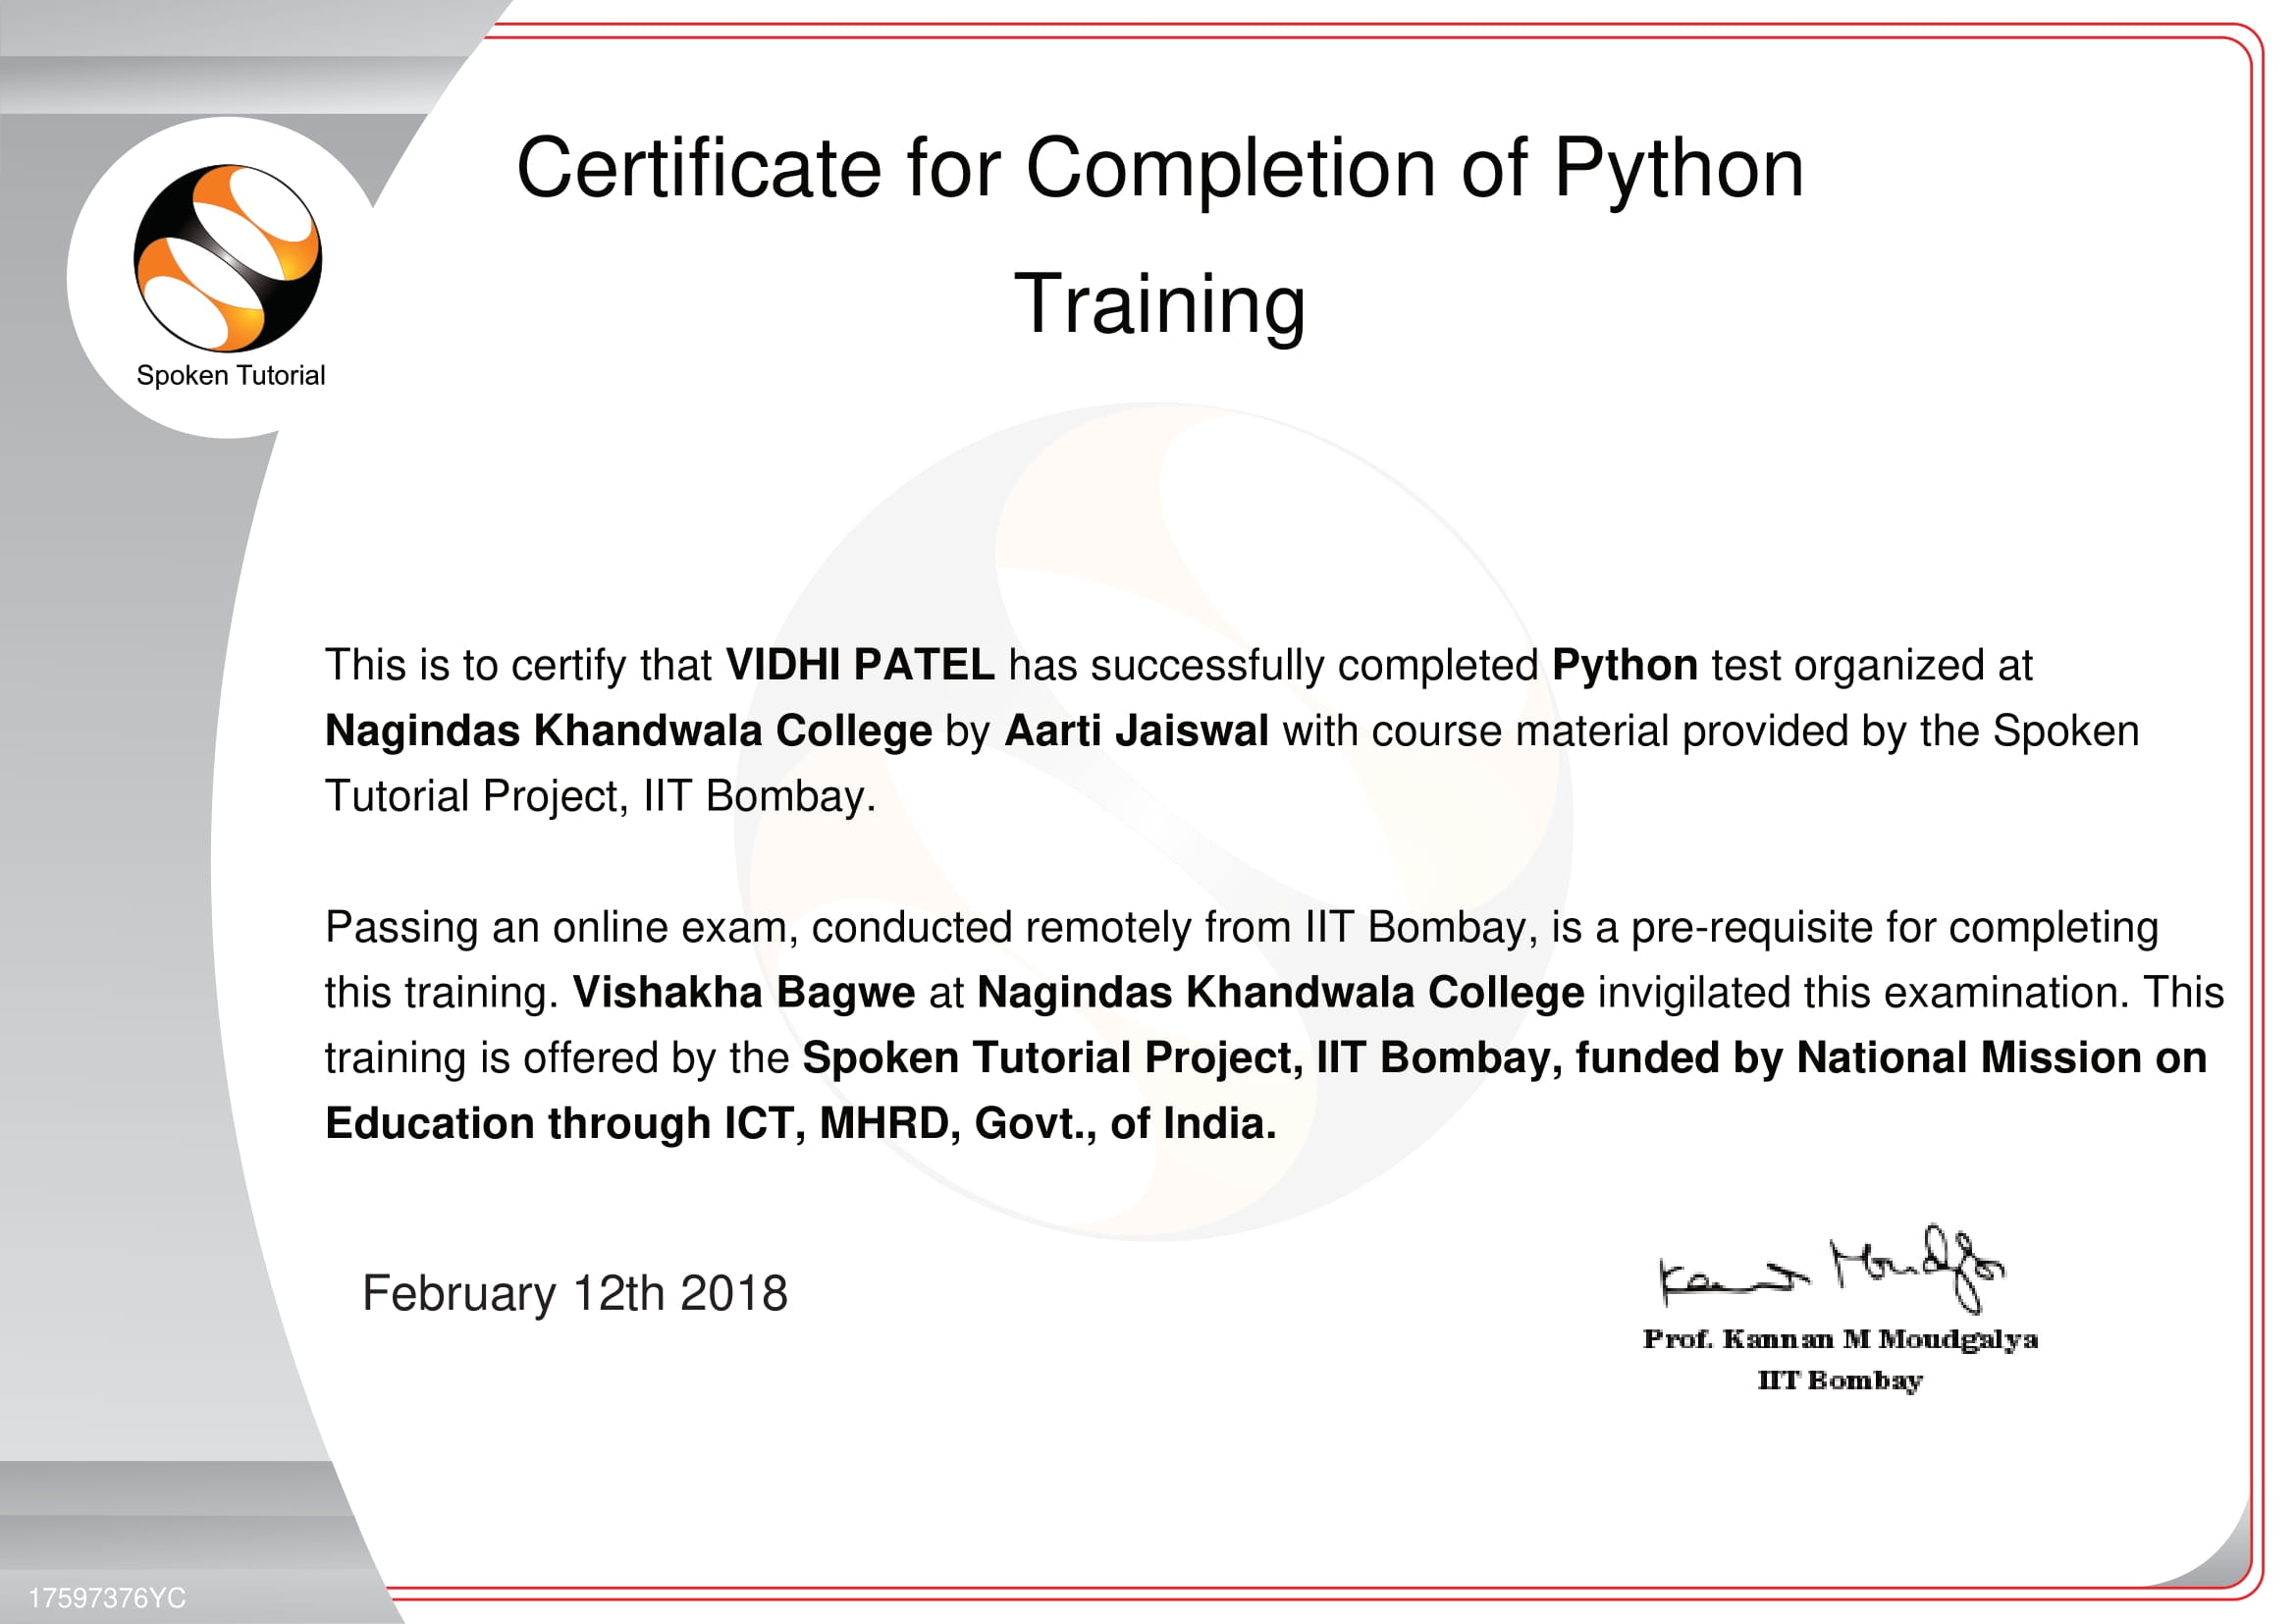 Certificate for Completion of Python
Training
Spoken Tutorial
This is to certify that VIDHI PATEL has successfully completed Python test organized at
Nagindas Khandwala College by Aarti Jaiswal with course material provided by the Spoken
Tutorial Project, IIT Bombay.
Passing an online exam, conducted remotely from IIT Bombay, is a pre-requisite for completing
this training. Vishakha Bagwe at Nagindas Khandwala College invigilated this examination. This
training is offered by the Spoken Tutorial Project, IIT Bombay, funded by National Mission on
Education through ICT, MHRD, Govt., of India.
February 12th 2018
Prof. Kannan M Moudgalya
IIT Bombay
17597376YC